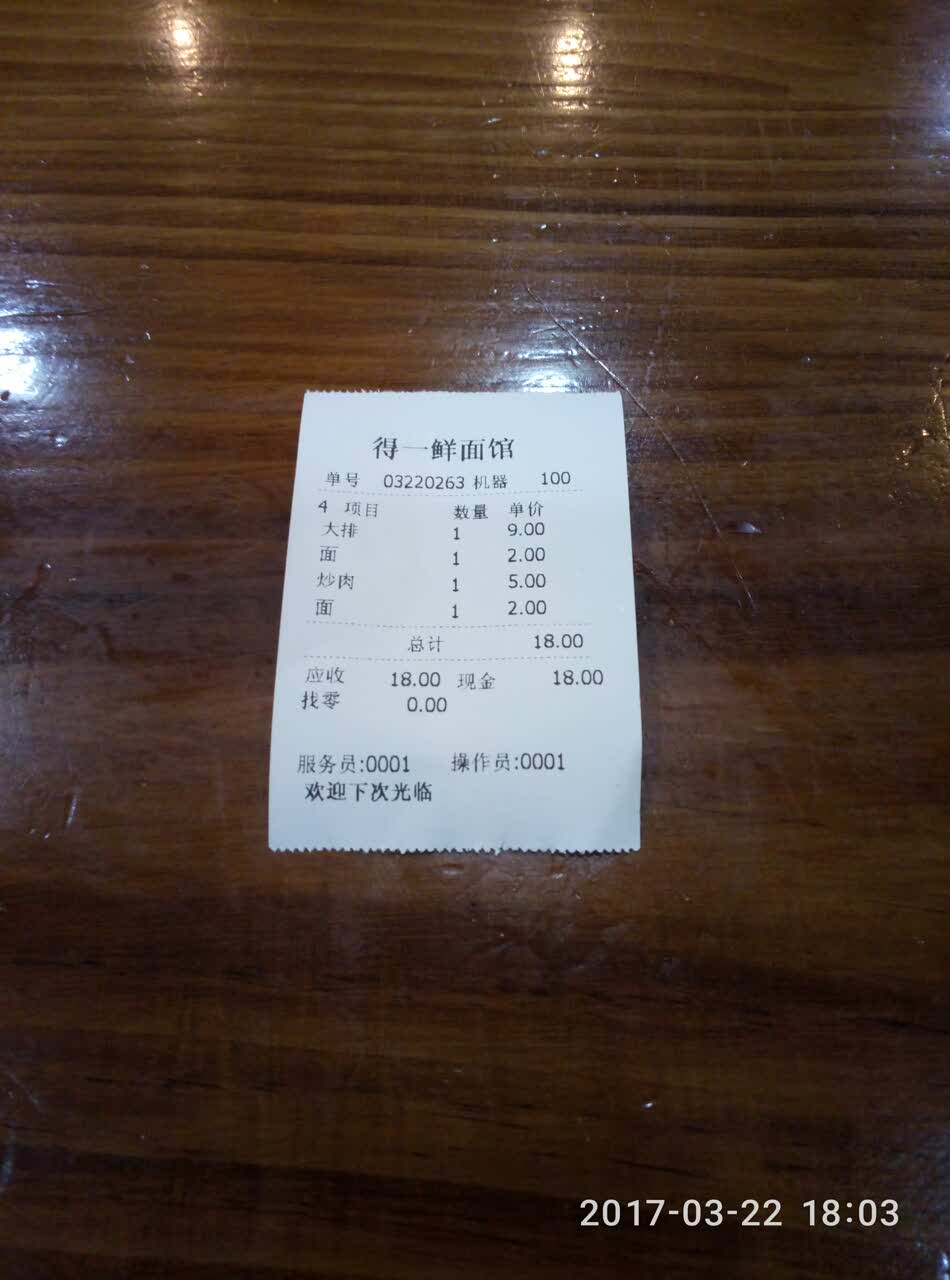 得一鲜面馆
单号 03220263 机器 100
4 项目 数量 单价
大排 1 9.00
面 1 2.00
炒肉 1 5.00
面 1 2.00
总计 18.00
应收 18.00 现金 18.00
找零 0.00
服务员:0001 操作员:0001
欢迎下次光临
2017-03-22 18:03